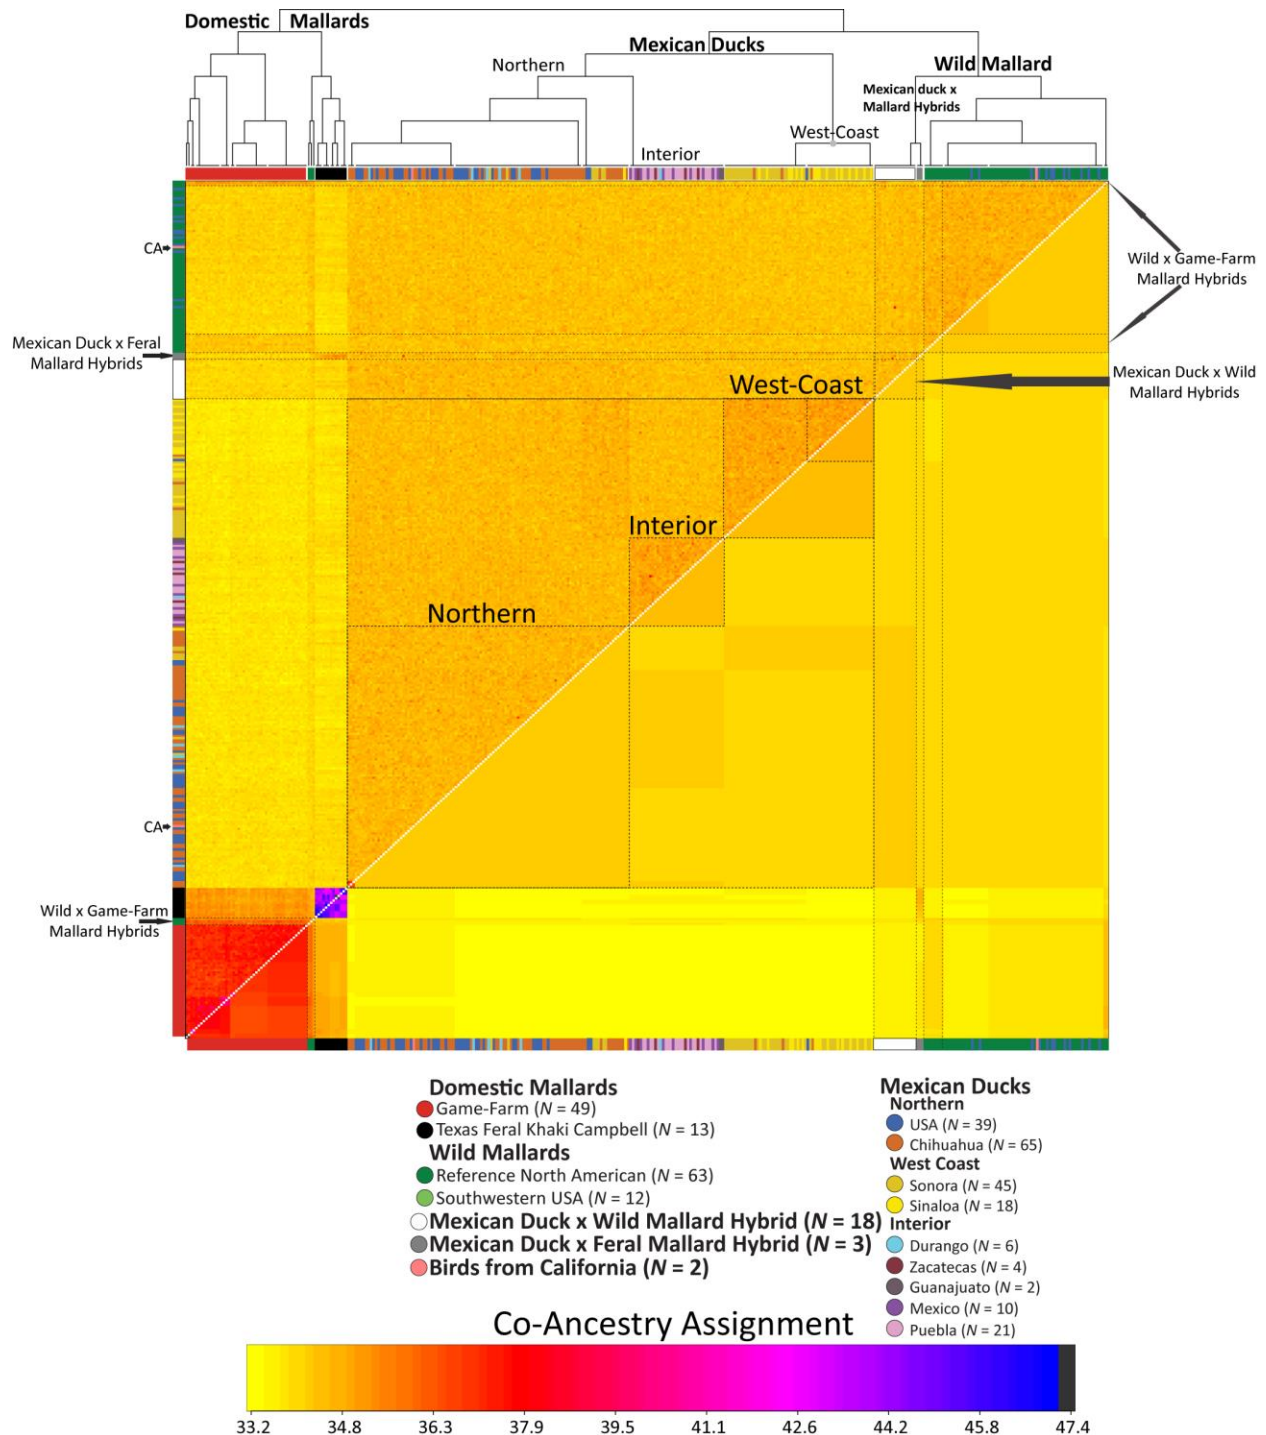 Domestic Mallards
Mexican Ducks
Northern
Wild Mallard
Mexican duck x
Mallard Hybrids
West-Coast
Interior
CA
Wild x Game-Farm
Mallard Hybrids
Mexican Duck x Feral
Mallard Hybrids
Mexican Duck x Wild
Mallard Hybrids
West-Coast
Interior
Northern
CA
Wild x Game-Farm
Mallard Hybrids
Domestic Mallards
Game-Farm (N = 49)
Texas Feral Khaki Campbell (N = 13)
Wild Mallards
Reference North American (N = 63)
Southwestern USA (N = 12)
Mexican Duck x Wild Mallard Hybrid (N = 18)
Mexican Duck x Feral Mallard Hybrid (N = 3)
Birds from California (N = 2)
Mexican Ducks
Northern
USA (N = 39)
Chihuahua (N = 65)
West Coast
Sonora (N = 45)
Sinaloa (N = 18)
Interior
Durango (N = 6)
Zacatecas (N = 4)
Guanajuato (N = 2)
Mexico (N = 10)
Puebla (N = 21)
Co-Ancestry Assignment
33.2 34.8 36.3 37.9 39.5 41.1 42.6 44.2 45.8 47.4